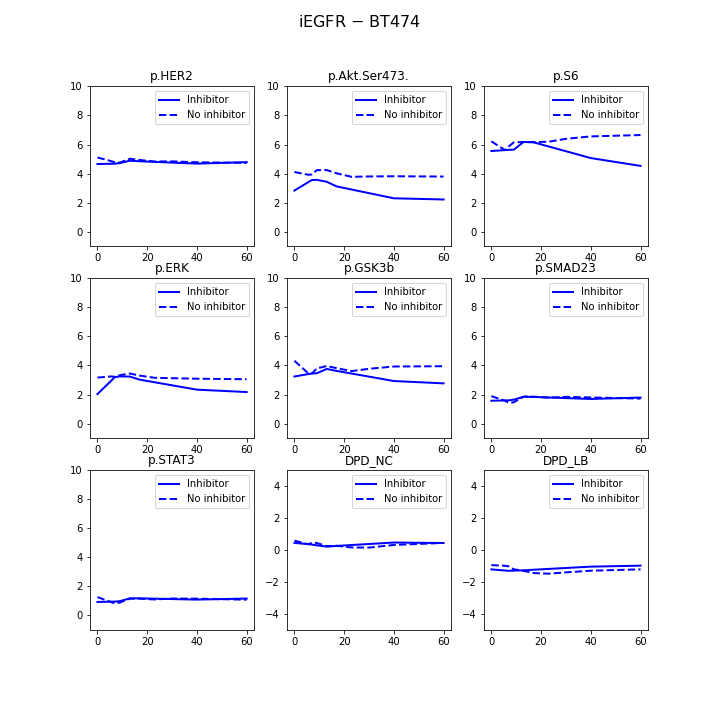 iEGFR − BT474
p.HER2
p.Akt.Ser473.
p.S6
10
8
6
4
2
0
Inhibitor
No inhibitor
0 20 40 60
10
8
6
4
2
0
Inhibitor
No inhibitor
0 20 40 60
10
8
6
4
2
0
Inhibitor
No inhibitor
0 20 40 60
p.ERK
p.GSK3b
p.SMAD23
10
8
6
4
2
0
Inhibitor
No inhibitor
0 20 40 60
10
8
6
4
2
0
Inhibitor
No inhibitor
0 20 40 60
10
8
6
4
2
0
Inhibitor
No inhibitor
0 20 40 60
p.STAT3
DPD_NC
DPD_LB
10
8
6
4
2
0
Inhibitor
No inhibitor
0 20 40 60
4
2
0
−2
−4
Inhibitor
No inhibitor
0 20 40 60
4
2
0
−2
−4
Inhibitor
No inhibitor
0 20 40 60